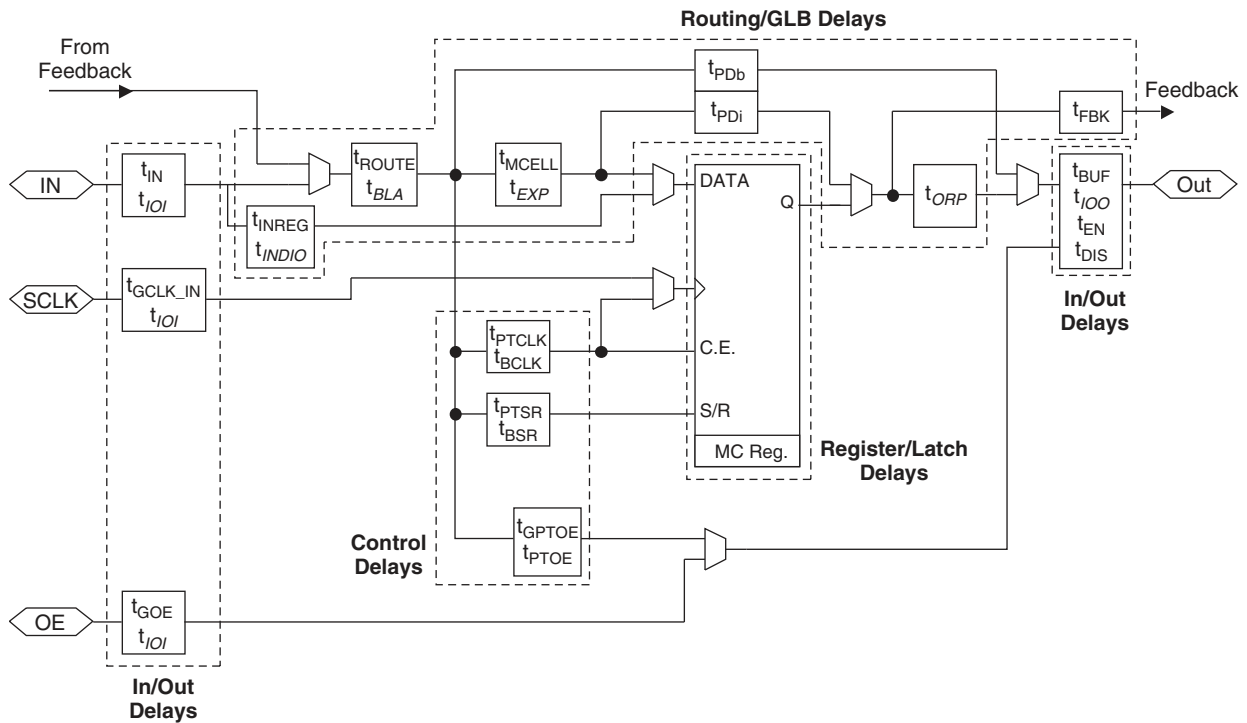 Routing/GLB Delays
From
Feedback
tPDb
tPDi
tFBK
Feedback
IN
tIN
tIOI
tROUTE
tBLA
tMCELL
tEXP
DATA
Q
tORP
tBUF
tIOO
tEN
tDIS
Out
tINREG
tINDIO
SCLK
tGCLK_IN
tIOI
In/Out
Delays
tPTCLK
tBCLK
C.E.
tPTSR
tBSR
S/R
MC Reg.
Register/Latch
Delays
Control
Delays
tGPTOE
tPTOE
OE
tGOE
tIOI
In/Out
Delays